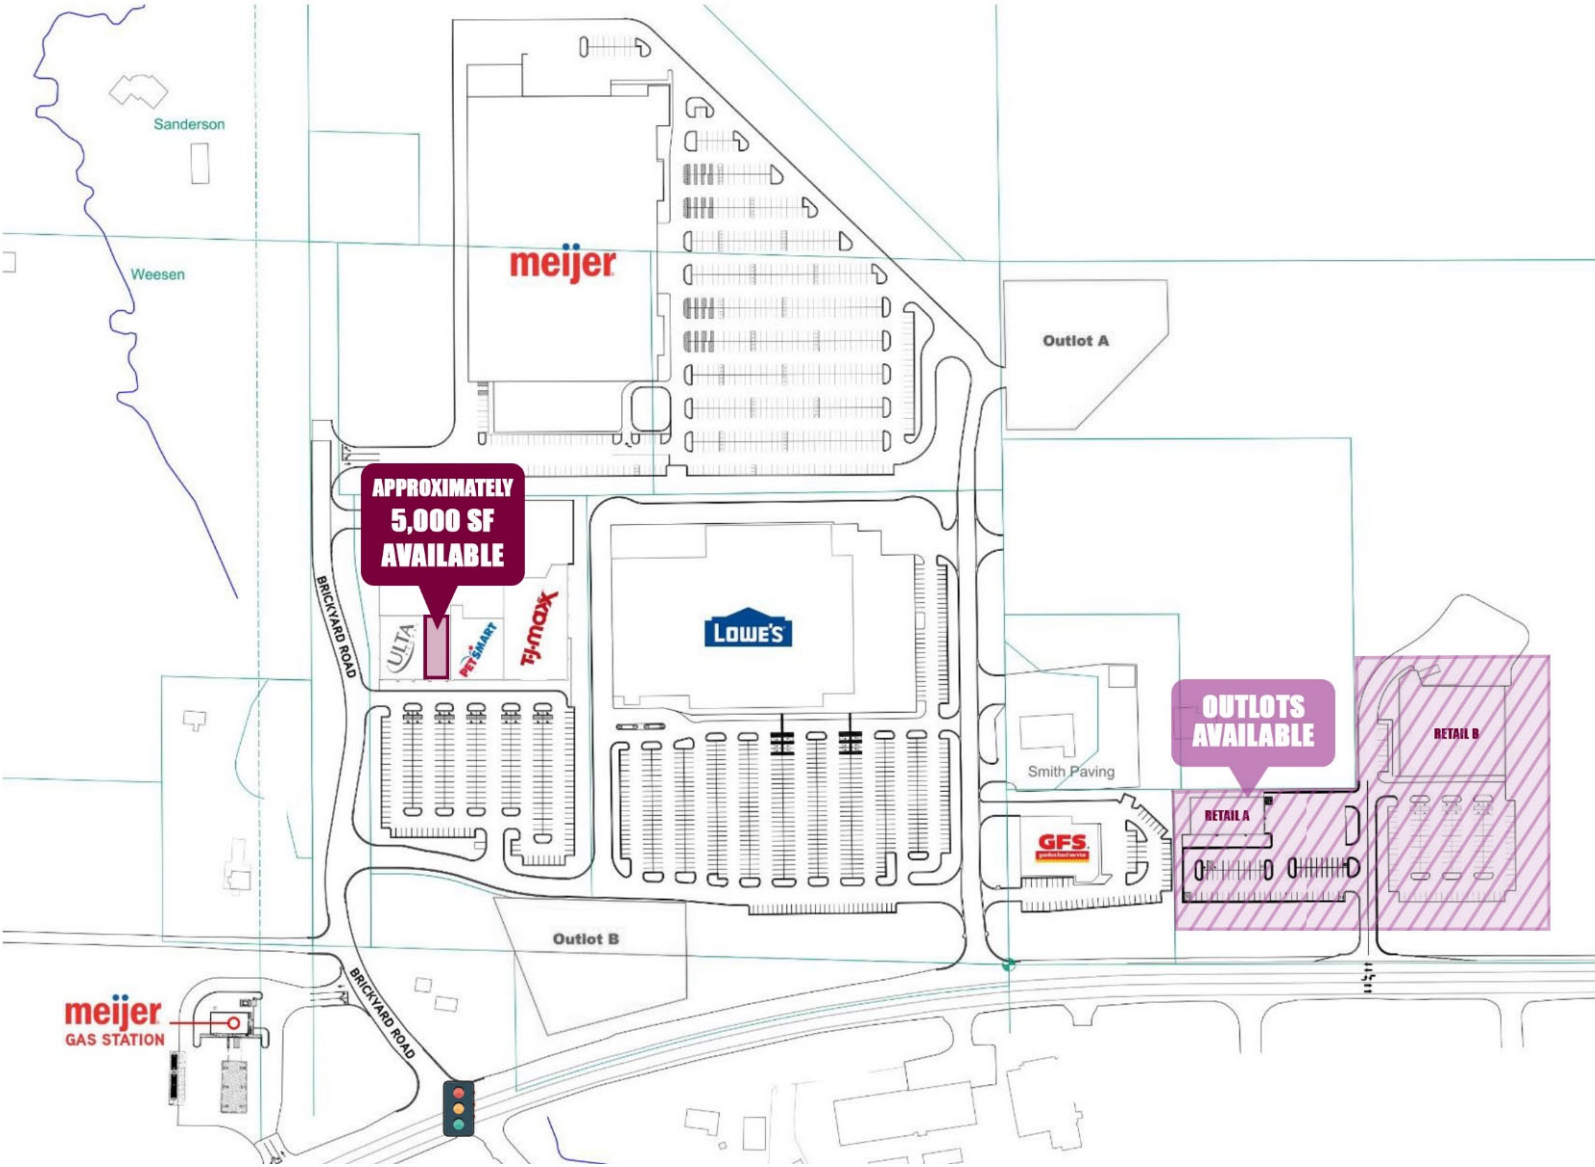 Sanderson
Weesen
meijer
Outlot A
APPROXIMATELY
5,000 SF
AVAILABLE
BRICKYARD ROAD
ULTA
PETSMART
T·J·maxx
LOWE'S
Smith Paving
OUTLOTS
AVAILABLE
RETAIL B
RETAIL A
GFS
Outlot B
BRICKYARD ROAD
meijer
GAS STATION